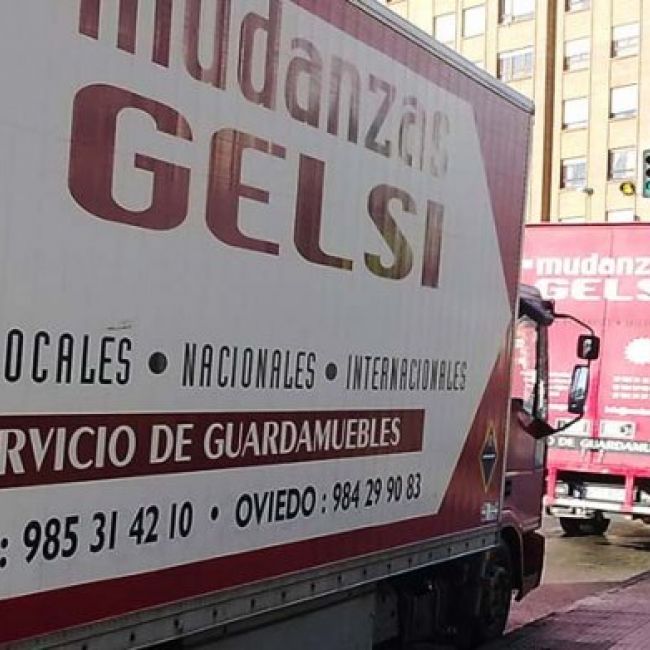 mudanzas
GELSI
OCALES • NACIONALES • INTERNACIONALES
RVICIO DE GUARDAMUEBLES
: 985 31 42 10 • OVIEDO : 984 29 90 83
mudanz
GELS
DE GUARDAMUEB